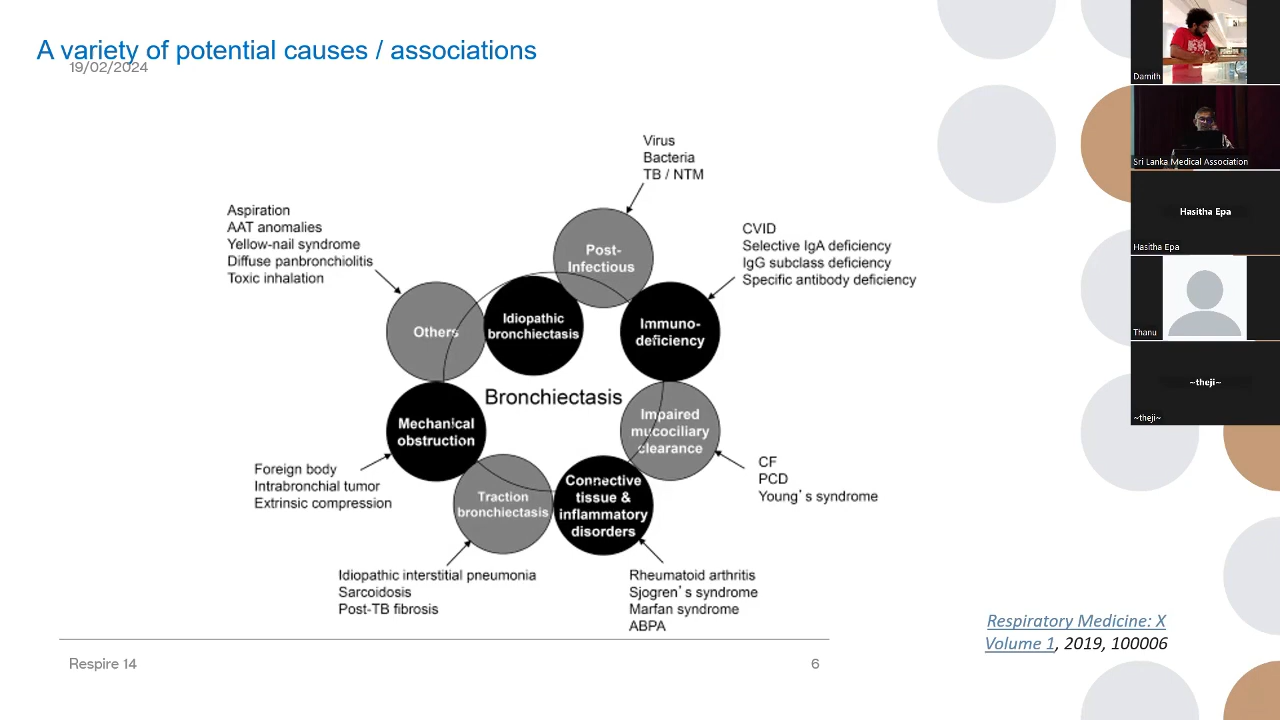 A variety of potential causes / associations
19/02/2024
Virus
Bacteria
TB / NTM
Aspiration
AAT anomalies
Yellow-nail syndrome
Diffuse panbronchiolitis
Toxic inhalation
CVID
Selective IgA deficiency
IgG subclass deficiency
Specific antibody deficiency
Post-
Infectious
Others
Idiopathic
bronchiectasis
Immuno-
deficiency
Bronchiectasis
Mechanical
obstruction
Impaired
mucociliary
clearance
Foreign body
Intrabronchial tumor
Extrinsic compression
Traction
bronchiectasis
Connective
tissue &
inflammatory
disorders
CF
PCD
Young's syndrome
Idiopathic interstitial pneumonia
Sarcoidosis
Post-TB fibrosis
Rheumatoid arthritis
Sjogren's syndrome
Marfan syndrome
ABPA
Respiratory Medicine: X
Volume 1, 2019, 100006
Respire 14
6
Damith
Sri Lanka Medical Association
Hasitha Epa
Hasitha Epa
Thanu
~theji~
~theji~